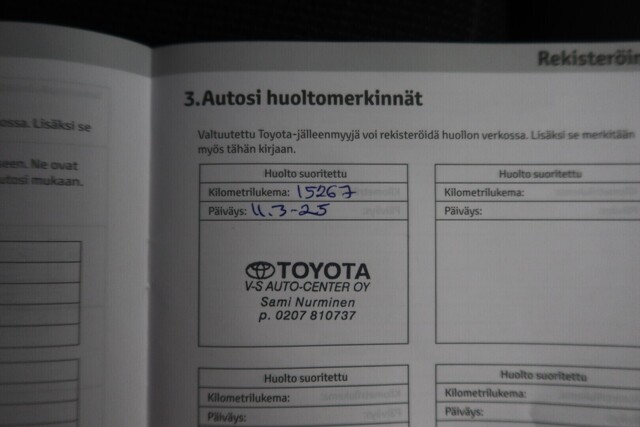 ossa. Lisäksi se
seen. Ne ovat
autosi mukaan.
Rekisteröin
3.Autosi huoltomerkinnät
Valtuutettu Toyota-jälleenmyyjä voi rekisteröidä huollon verkossa. Lisäksi se merkitään
myös tähän kirjaan.
Huolto suoritettu
Kilometrilukema: 15267
Päiväys: 11.3-25
TOYOTA
V-S AUTO-CENTER OY
Sami Nurminen
p. 0207 810737
Huolto suoritettu
Kilometrilukema:
Päiväys:
Huolto suoritettu
Kilometrilukema:
Päiväys:
Huolto suoritettu
Kilometrilukema:
Päiväys: